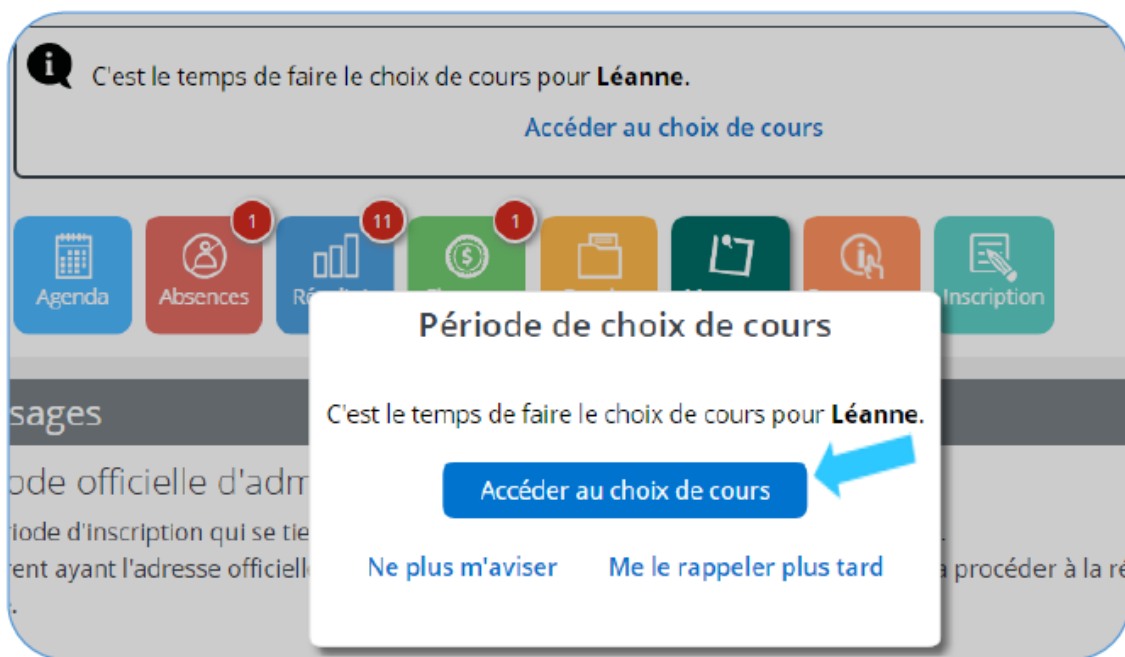 C'est le temps de faire le choix de cours pour Léanne.
Accéder au choix de cours
1
11
1
Agenda
Absences
Inscription
Période de choix de cours
sages
C'est le temps de faire le choix de cours pour Léanne.
ode officielle d'adm
Accéder au choix de cours
iode d'inscription qui se tie
Ne plus m'aviser
Me le rappeler plus tard
rent ayant l'adresse officiell
a procéder à la ré